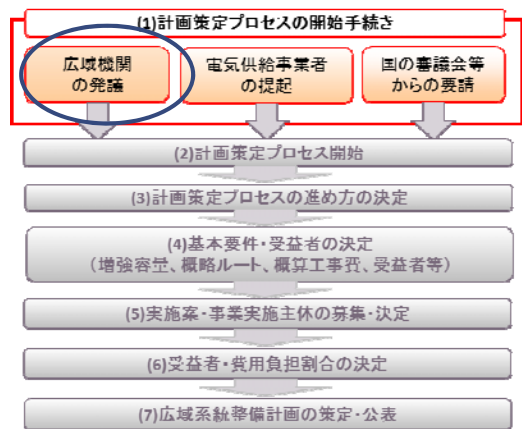 (1)計画策定プロセスの開始手続き
広域機関
の発議
電気供給事業者
の提起
国の審議会等
からの要請
(2)計画策定プロセス開始
(3)計画策定プロセスの進め方の決定
(4)基本要件・受益者の決定
(増強容量、概略ルート、概算工事費、受益者等)
(5)実施案・事業実施主体の募集・決定
(6)受益者・費用負担割合の決定
(7)広域系統整備計画の策定・公表